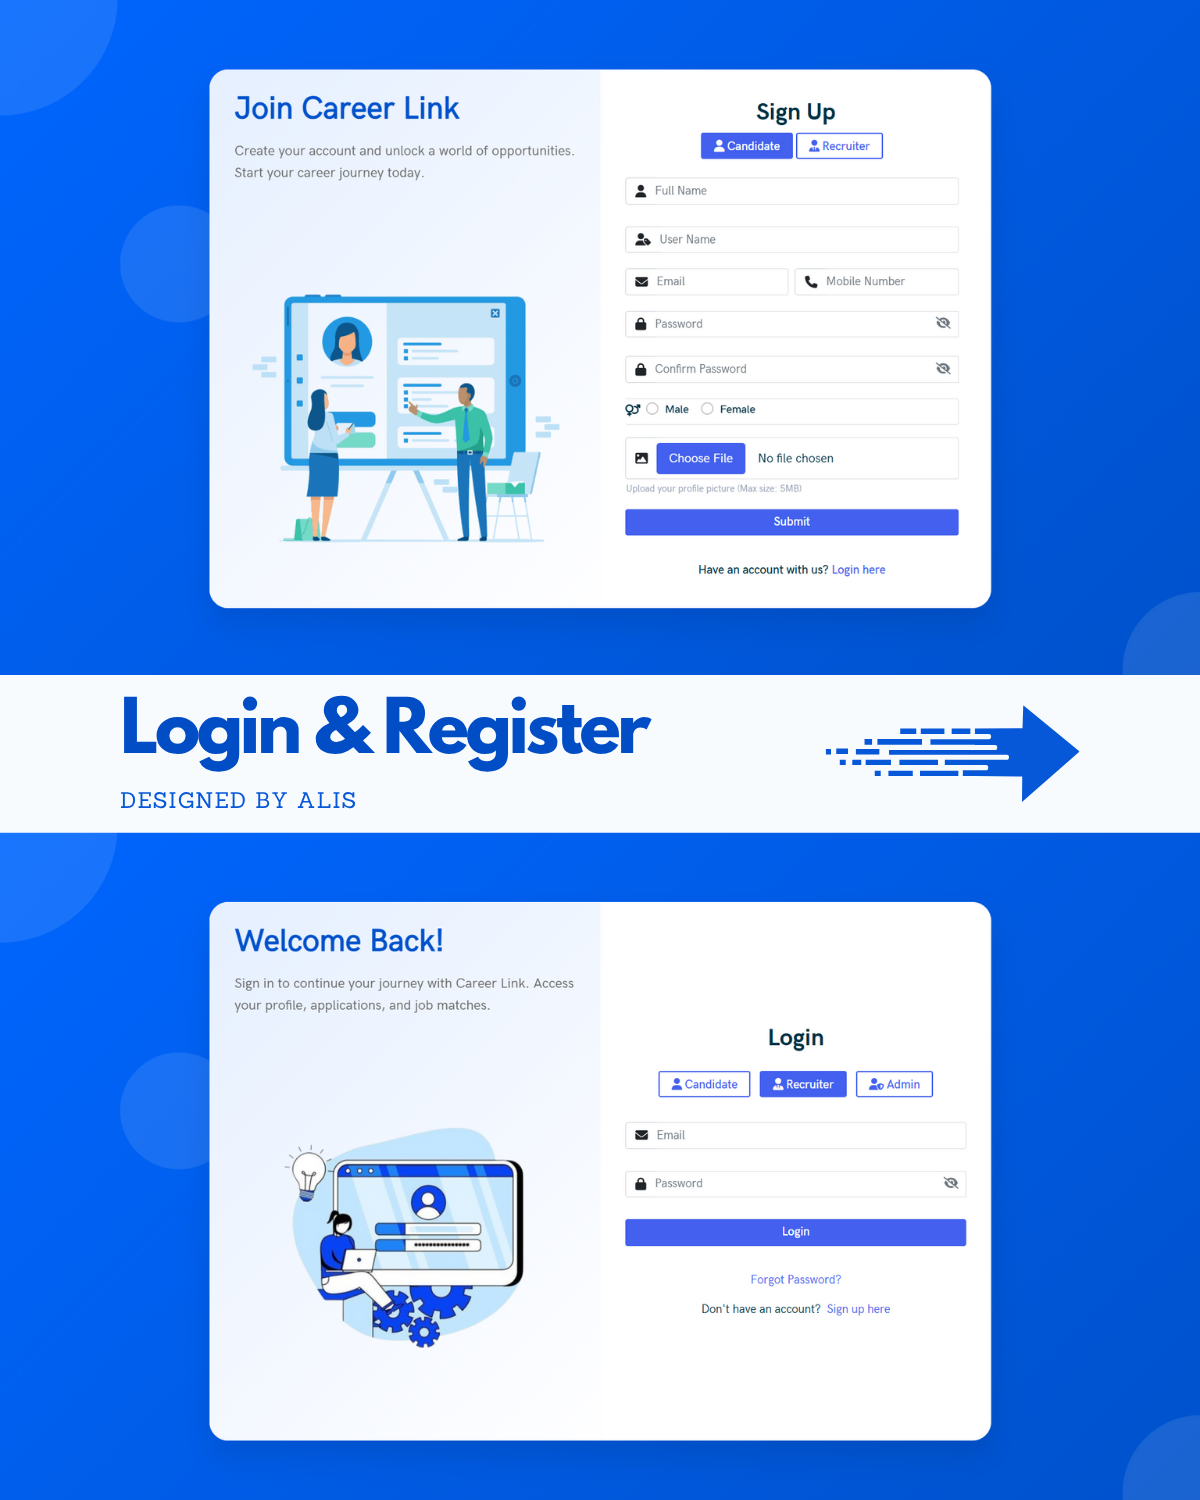 Join Career Link
Create your account and unlock a world of opportunities.
Start your career journey today.
Sign Up
Candidate
Recruiter
Full Name
User Name
Email
Mobile Number
Password
Confirm Password
Male
Female
Choose File
No file chosen
Upload your profile picture (Max size: 5MB)
Submit
Have an account with us? Login here
Login & Register
DESIGNED BY ALIS
Welcome Back!
Sign in to continue your journey with Career Link. Access
your profile, applications, and job matches.
Login
Candidate
Recruiter
Admin
Email
Password
Login
Forgot Password?
Don't have an account? Sign up here